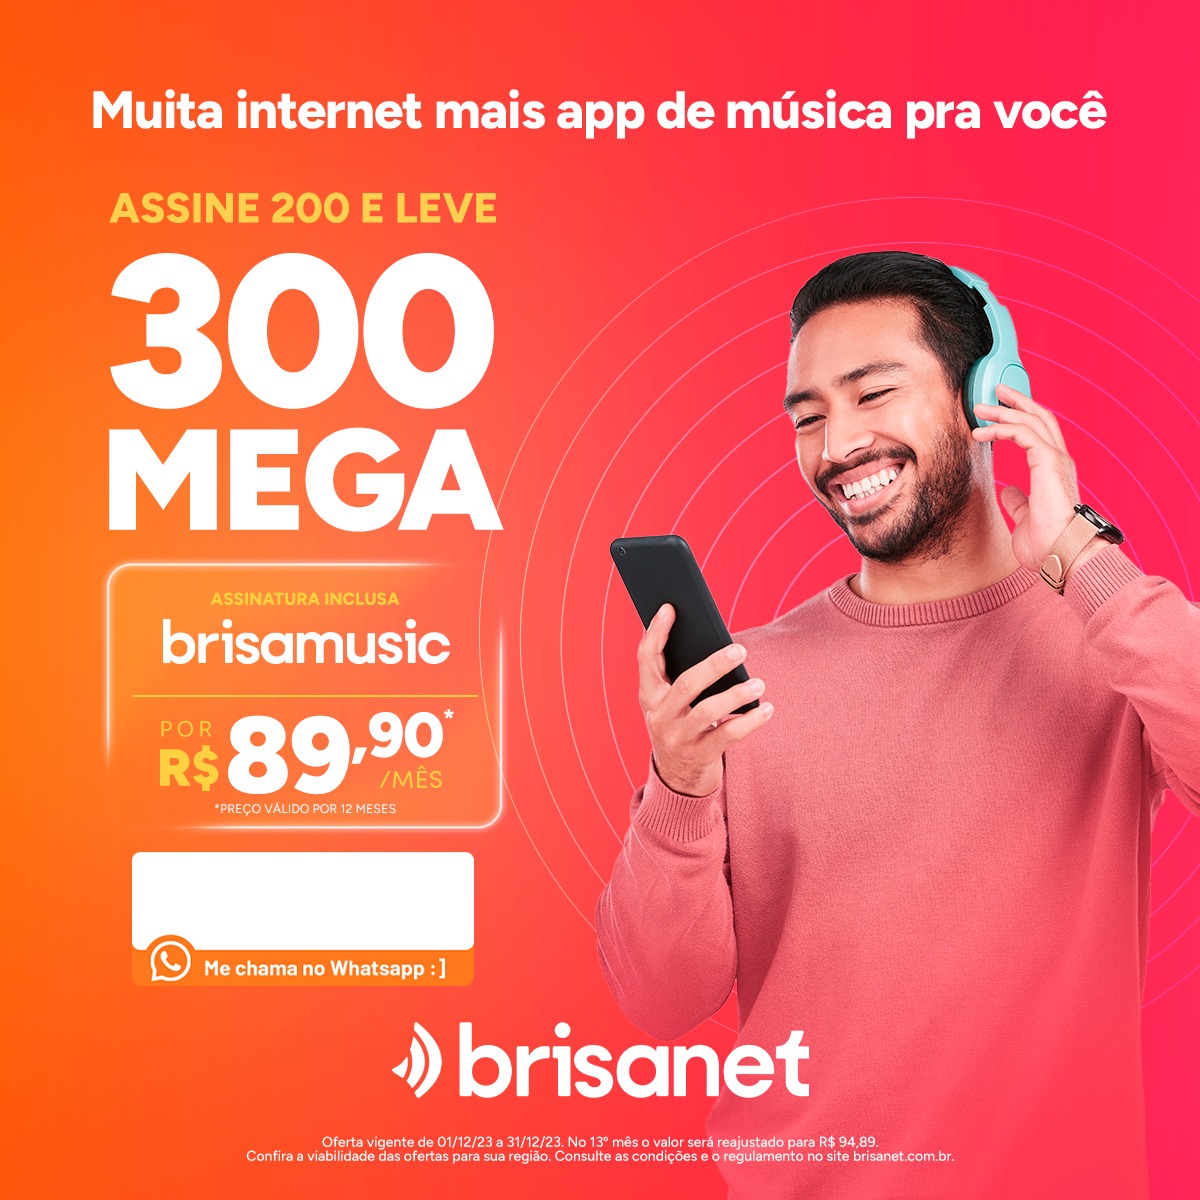 Muita internet mais app de música pra você
ASSINE 200 E LEVE
300
MEGA
ASSINATURA INCLUSA
brisamusic
POR
R$ 89,90*
/MÊS
*PREÇO VÁLIDO POR 12 MESES
Me chama no Whatsapp : ]
brisanet
Oferta vigente de 01/12/23 a 31/12/23. No 13º mês o valor será reajustado para R$ 94,89.
Confira a viabilidade das ofertas para sua região. Consulte as condições e o regulamento no site brisanet.com.br.